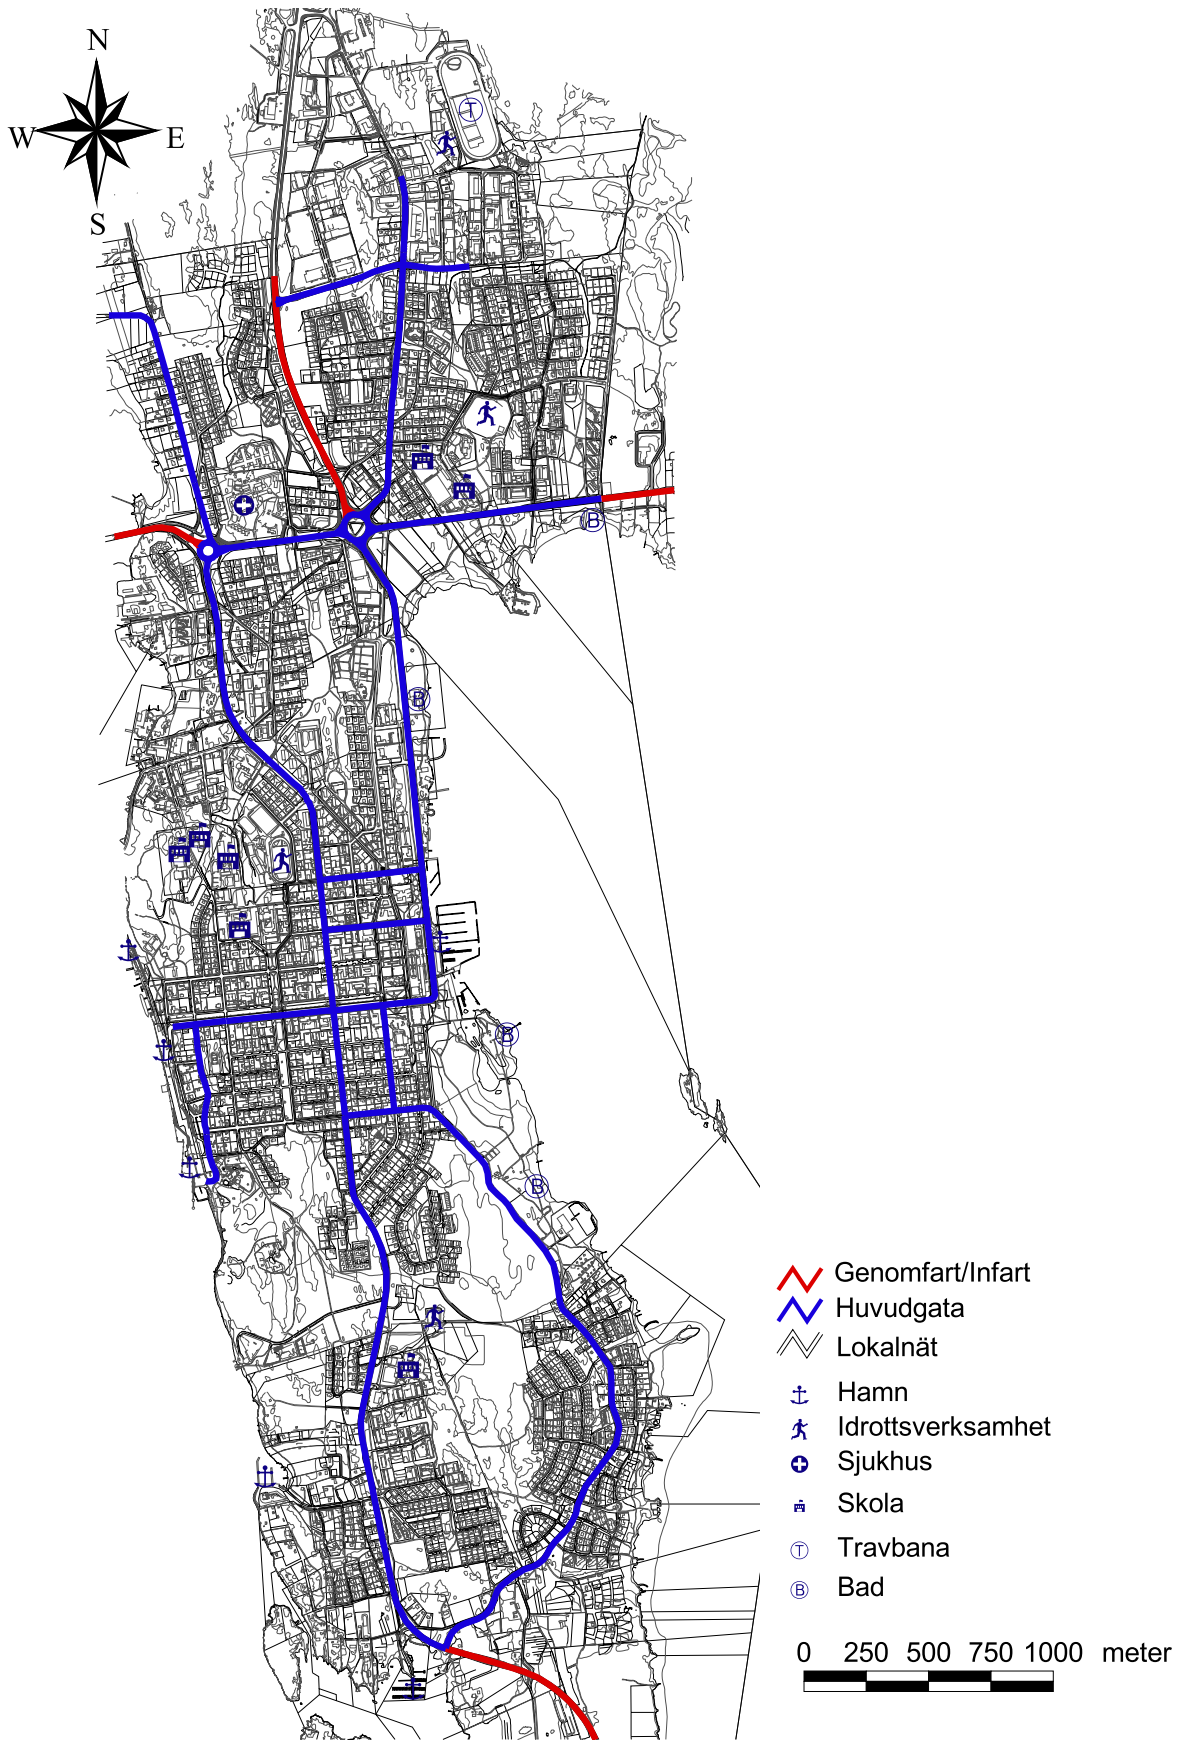 N
W E
S
T
B
B
B
B
Genomfart/Infart
Huvudgata
Lokalnät
Hamn
Idrottsverksamhet
Sjukhus
Skola
T Travbana
B Bad
0 250 500 750 1000 meter